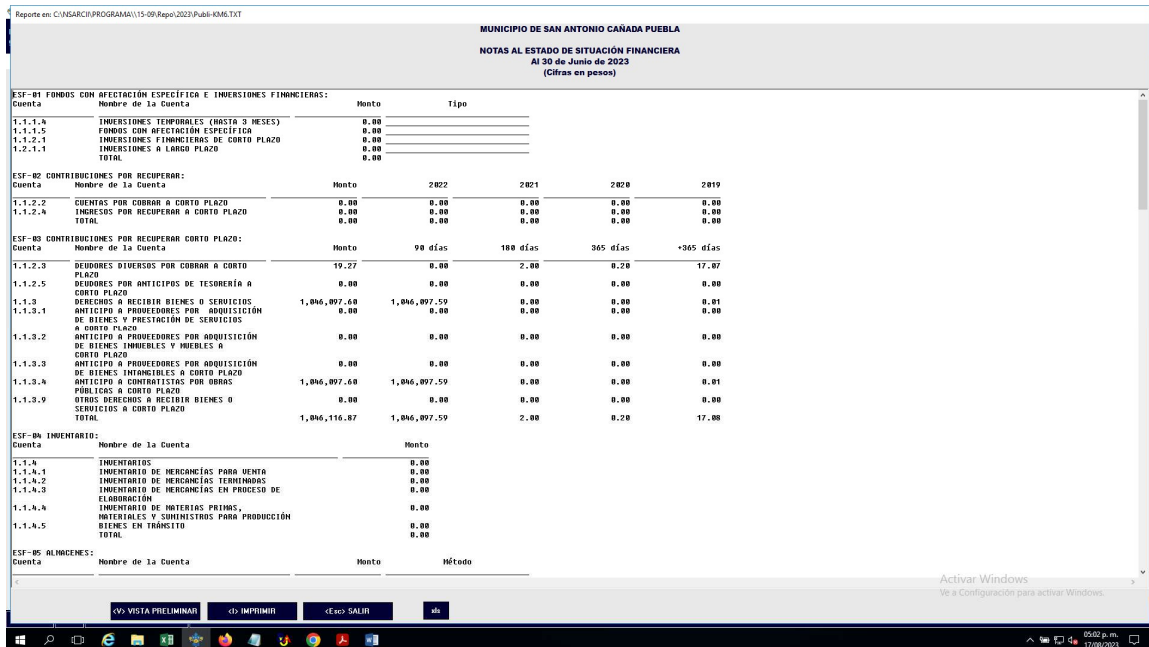 Reporte en: C:\NSARCII\PROGRAMA\\15-09\Repo\2023\Publi-KM6.TXT
MUNICIPIO DE SAN ANTONIO CAÑADA PUEBLA
NOTAS AL ESTADO DE SITUACIÓN FINANCIERA
Al 30 de Junio de 2023
(Cifras en pesos)
ESF-01 FONDOS CON AFECTACIÓN ESPECÍFICA E INVERSIONES FINANCIERAS:
Cuenta Nombre de la Cuenta Monto Tipo
1.1.1.4 INVERSIONES TEMPORALES (HASTA 3 MESES) 0.00
1.1.1.5 FONDOS CON AFECTACIÓN ESPECÍFICA 0.00
1.1.2.1 INVERSIONES FINANCIERAS DE CORTO PLAZO 0.00
1.2.1.1 INVERSIONES A LARGO PLAZO 0.00
TOTAL 0.00
ESF-02 CONTRIBUCIONES POR RECUPERAR:
Cuenta Nombre de la Cuenta Monto 2022 2021 2020 2019
1.1.2.2 CUENTAS POR COBRAR A CORTO PLAZO 0.00 0.00 0.00 0.00 0.00
1.1.2.4 INGRESOS POR RECUPERAR A CORTO PLAZO 0.00 0.00 0.00 0.00 0.00
TOTAL 0.00 0.00 0.00 0.00 0.00
ESF-03 CONTRIBUCIONES POR RECUPERAR CORTO PLAZO:
Cuenta Nombre de la Cuenta Monto 90 días 180 días 365 días +365 días
1.1.2.3 DEUDORES DIVERSOS POR COBRAR A CORTO 19.27 0.00 2.00 0.20 17.07
PLAZO
1.1.2.5 DEUDORES POR ANTICIPOS DE TESORERÍA A 0.00 0.00 0.00 0.00 0.00
CORTO PLAZO
1.1.3 DERECHOS A RECIBIR BIENES O SERVICIOS 1,046,097.60 1,046,097.59 0.00 0.00 0.01
1.1.3.1 ANTICIPO A PROVEEDORES POR ADQUISICIÓN 0.00 0.00 0.00 0.00 0.00
DE BIENES Y PRESTACIÓN DE SERVICIOS
A CORTO PLAZO
1.1.3.2 ANTICIPO A PROVEEDORES POR ADQUISICIÓN 0.00 0.00 0.00 0.00 0.00
DE BIENES INMUEBLES Y MUEBLES A
CORTO PLAZO
1.1.3.3 ANTICIPO A PROVEEDORES POR ADQUISICIÓN 0.00 0.00 0.00 0.00 0.00
DE BIENES INTANGIBLES A CORTO PLAZO
1.1.3.4 ANTICIPO A CONTRATISTAS POR OBRAS 1,046,097.60 1,046,097.59 0.00 0.00 0.01
PÚBLICAS A CORTO PLAZO
1.1.3.9 OTROS DERECHOS A RECIBIR BIENES O 0.00 0.00 0.00 0.00 0.00
SERVICIOS A CORTO PLAZO
TOTAL 1,046,116.87 1,046,097.59 2.00 0.20 17.08
ESF-04 INVENTARIO:
Cuenta Nombre de la Cuenta Monto
1.1.4 INVENTARIOS 0.00
1.1.4.1 INVENTARIO DE MERCANCÍAS PARA VENTA 0.00
1.1.4.2 INVENTARIO DE MERCANCÍAS TERMINADAS 0.00
1.1.4.3 INVENTARIO DE MERCANCÍAS EN PROCESO DE 0.00
ELABORACIÓN
1.1.4.4 INVENTARIO DE MATERIAS PRIMAS, 0.00
MATERIALES Y SUMINISTROS PARA PRODUCCIÓN
1.1.4.5 BIENES EN TRÁNSITO 0.00
TOTAL 0.00
ESF-05 ALMACENES:
Cuenta Nombre de la Cuenta Monto Método
Activar Windows
Ve a Configuración para activar Windows.
<V> VISTA PRELIMINAR <I> IMPRIMIR <Esc> SALIR xls
05:02 p. m.
17/08/2023